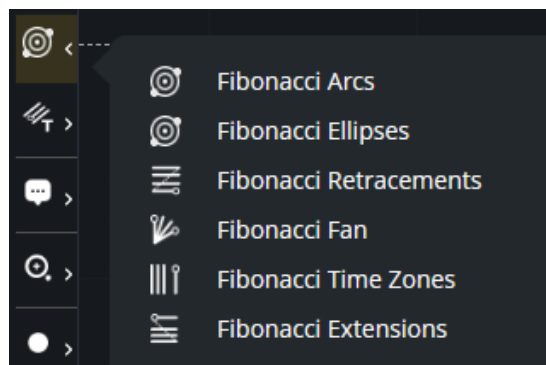 Fibonacci Arcs
T
Fibonacci Ellipses
Fibonacci Retracements
Fibonacci Fan
Fibonacci Time Zones
Fibonacci Extensions